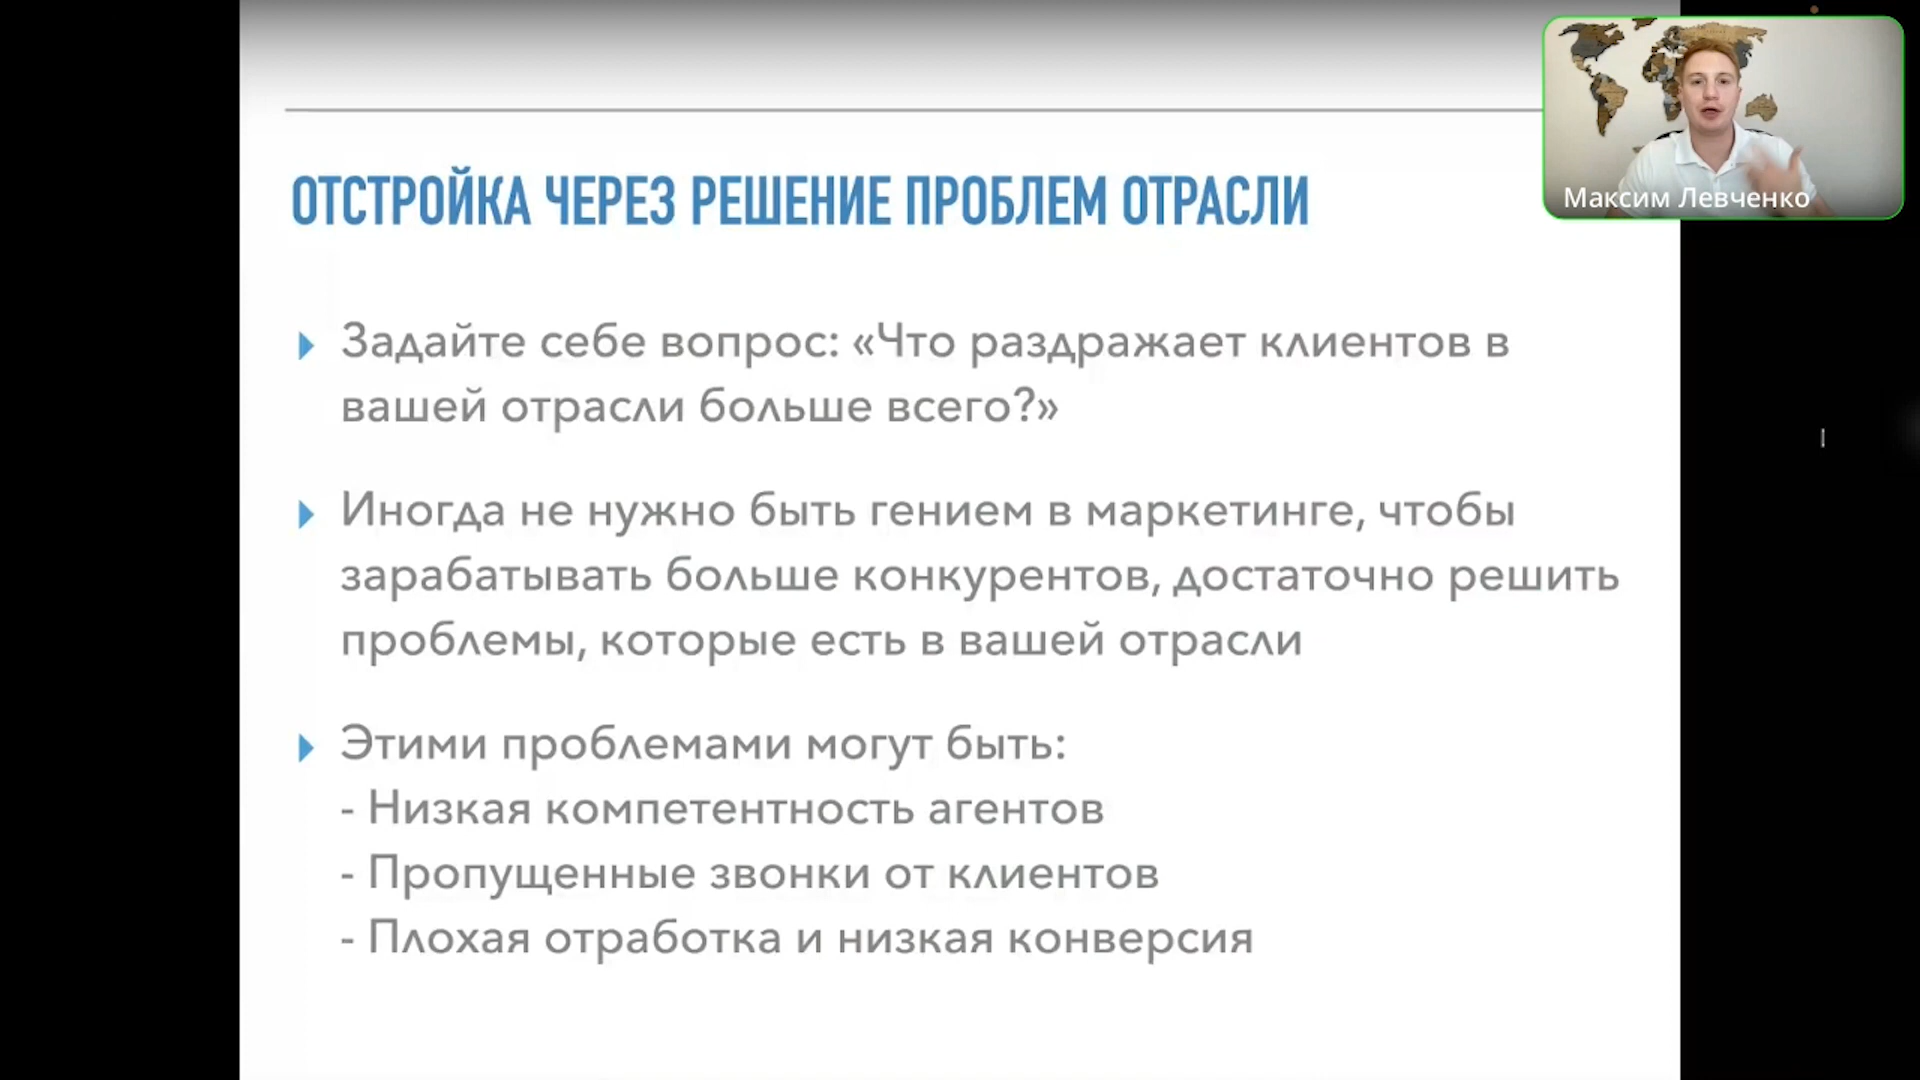 Максим Левченко
ОТСТРОЙКА ЧЕРЕЗ РЕШЕНИЕ ПРОБЛЕМ ОТРАСЛИ
Задайте себе вопрос: «Что раздражает клиентов в
вашей отрасли больше всего?»
Иногда не нужно быть гением в маркетинге, чтобы
зарабатывать больше конкурентов, достаточно решить
проблемы, которые есть в вашей отрасли
Этими проблемами могут быть:
- Низкая компетентность агентов
- Пропущенные звонки от клиентов
- Плохая отработка и низкая конверсия